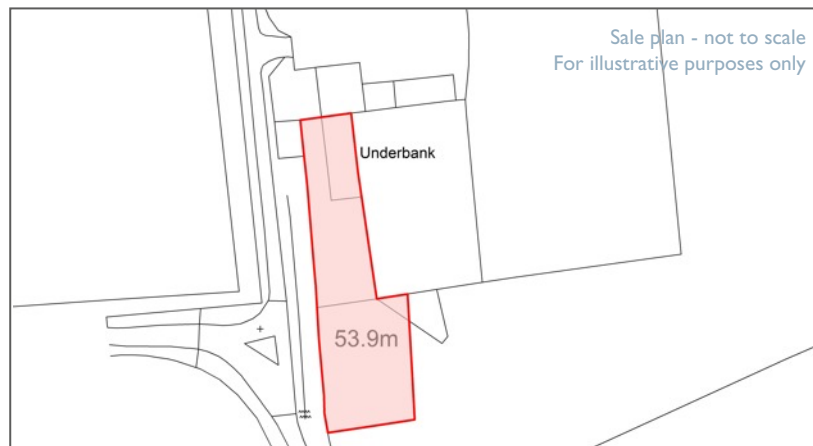 Sale plan - not to scale
For illustrative purposes only
Underbank
53.9m